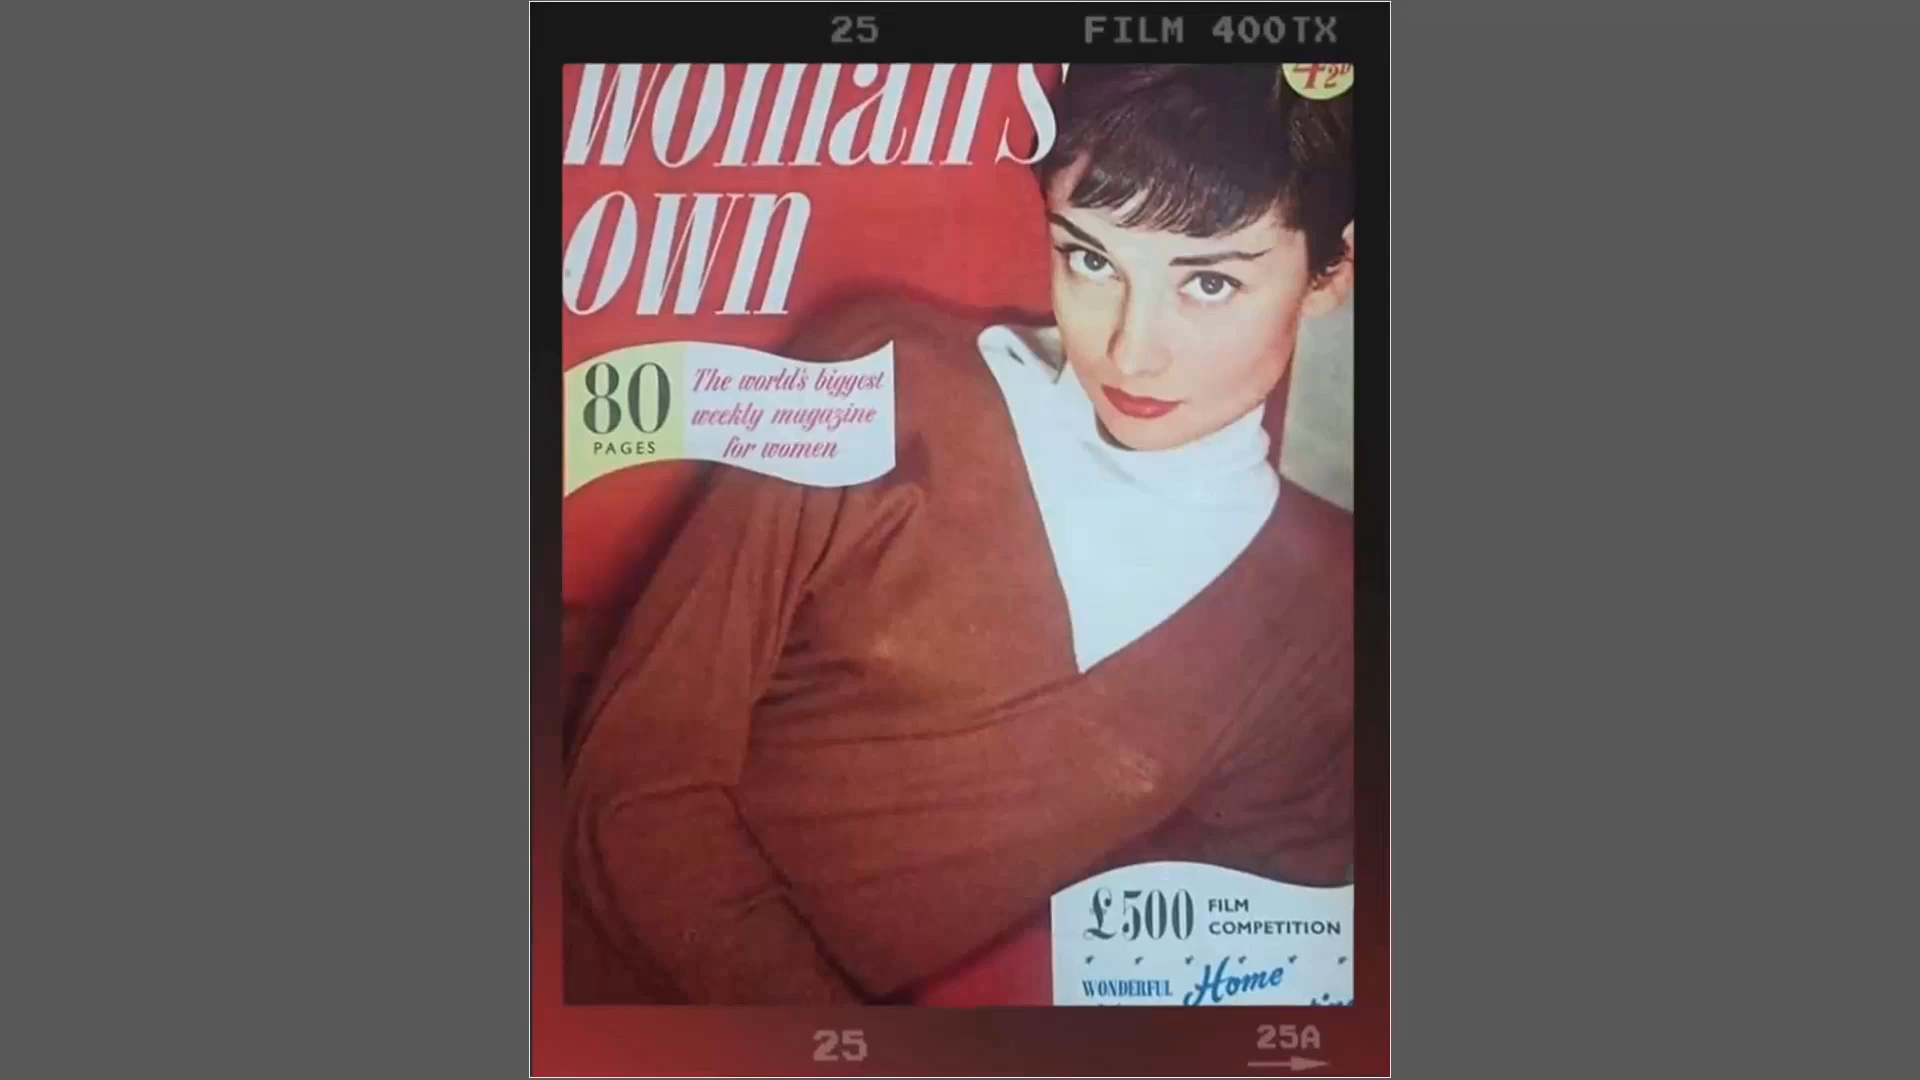 25 FILM 400TX
Woman's
own
4½D
80
PAGES
The world's biggest
weekly magazine
for women
£500 FILM
COMPETITION
WONDERFUL Home
25 25A